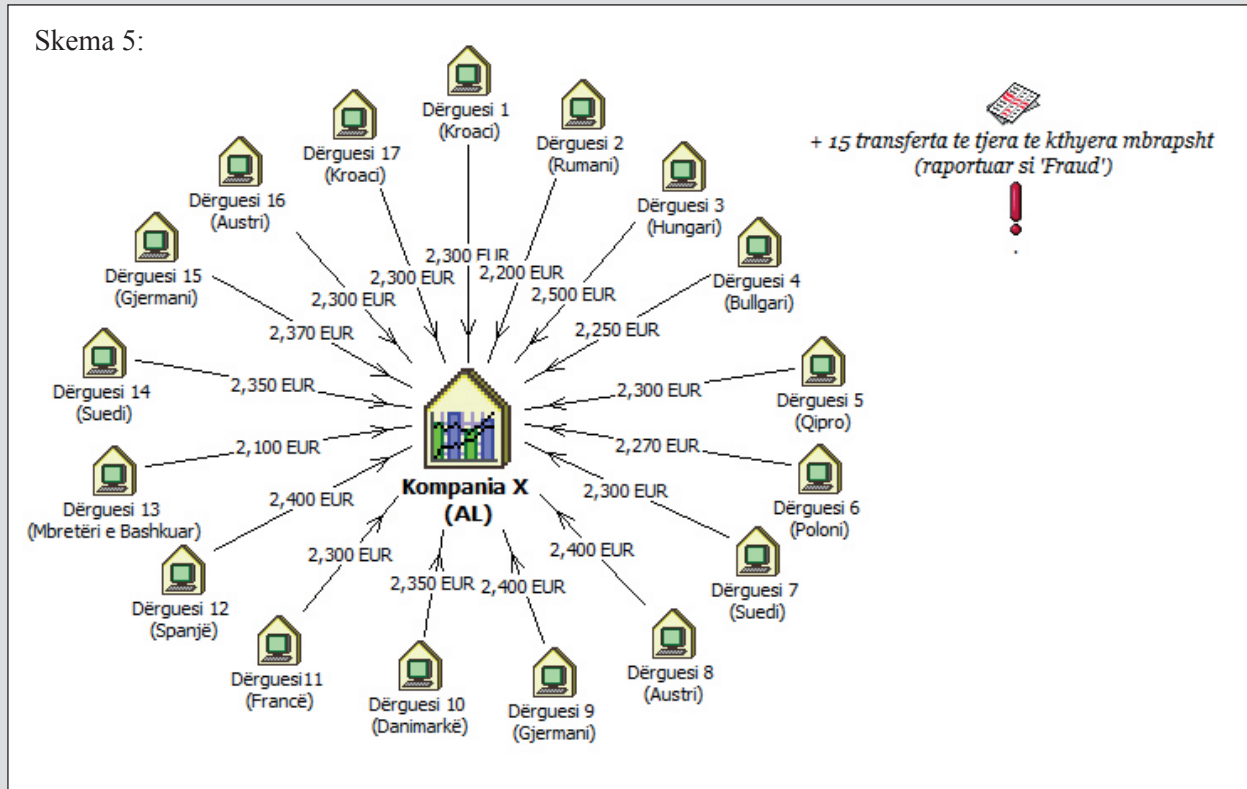 Skema 5:
Dërguesi 1
(Kroaci)
2,300 EUR
Dërguesi 2
(Rumani)
2,200 EUR
Dërguesi 3
(Hungari)
2,500 EUR
Dërguesi 4
(Bullgari)
2,250 EUR
Dërguesi 5
(Qipro)
2,300 EUR
Dërguesi 6
(Poloni)
2,270 EUR
Dërguesi 7
(Suedi)
2,300 EUR
Dërguesi 8
(Austri)
2,400 EUR
Dërguesi 9
(Gjermani)
2,400 EUR
Dërguesi 10
(Danimarkë)
2,350 EUR
Dërguesi11
(Francë)
2,300 EUR
Dërguesi 12
(Spanjë)
2,400 EUR
Dërguesi 13
(Mbretëri e Bashkuar)
2,100 EUR
Dërguesi 14
(Suedi)
2,350 EUR
Dërguesi 15
(Gjermani)
2,370 EUR
Dërguesi 16
(Austri)
2,300 EUR
Dërguesi 17
(Kroaci)
2,300 EUR
Kompania X
(AL)
+ 15 transferta te tjera te kthyera mbrapsht
(raportuar si 'Fraud')